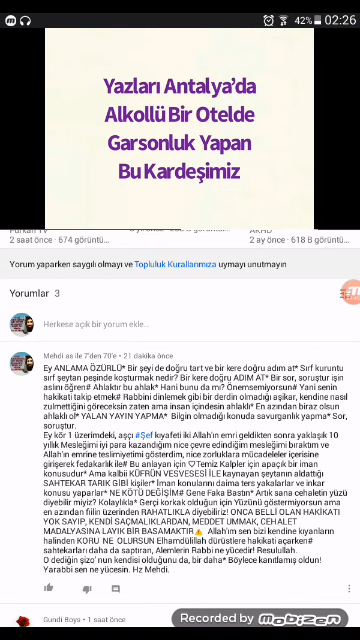 42% 02:26
Yazları Antalya’da
Alkollü Bir Otelde
Garsonluk Yapan
Bu Kardeşimiz
Furkan TV
2 saat önce · 674 görüntü...
AKHD
2 ay önce · 618 B görüntü...
Yorum yaparken saygılı olmayı ve Topluluk Kurallarımıza uymayı unutmayın
Yorumlar 3
Herkese açık bir yorum ekle...
Mehdi as ile 7'den 70'e • 21 dakika önce
Ey ANLAMA ÖZÜRLÜ* Bir şeyi de doğru tart ve bir kere doğru adım at* Sırf kuruntu
sırf şeytan peşinde koşturmak nedir? Bir kere doğru ADIM AT* Bir sor, soruştur işin
aslını öğren# Ahlaktır bu ahlak* Hani bunu da mı? Önemsemiyorsun# Yani senin
hakikati takip etmek# Rabbini dinlemek gibi bir derdin olmadığı aşikar, kendine nasıl
zulmettiğini göreceksin zaten ama insan içindesin ahlaklı* En azından biraz olsun
ahlaklı ol* YALAN YAYIN YAPMA* Bilgin olmadığı konuda savurganlık yapma* Sor,
soruştur.
Ey kör 1 üzerimdeki, aşçı #Şef kıyafeti iki Allah'ın emri geldikten sonra yaklaşık 10
yıllık Mesleğimi iyi para kazandığım nice çevre edindiğim mesleğimi bıraktım ve
Allah'ın emrine teslimiyetimi gösterdim, nice zorluklara mücadeleler içerisine
girişerek fedakarlık ile# Bu anlayan için ♡Temiz Kalpler için apaçık bir iman
konusudur* Ama kalbii KÜFRÜN VESVESESİ İLE kaynayan şeytanın aldattığı
SAHTEKAR TARIK GİBİ kişiler* İman konularını daima ters yakalarlar ve inkar
konusu yaparlar* NE KÖTÜ DEĞİŞİM# Gene Faka Bastın* Artık sana cehaletin yüzü
diyebilir miyiz? Kolaylıkla* Gerçi korkak olduğun için Yüzünü göstermiyorsun ama
en azından fiilin üzerinden RAHATLIKLA diyebiliriz! ONCA BELLİ OLAN HAKİKATI
YOK SAYIP, KENDİ SAÇMALIKLARDAN, MEDDET UMMAK, CEHALET
MADALYASINA LAYIK BİR BASAMAKTIR⚠ Allah'ım sen bizi kendine kıyanların
halinden KORU NE OLURSUN Elhamdülillah dürüstlere hakikati açarken#
sahtekarları daha da saptıran, Alemlerin Rabbi ne yücedir! Resulullah.
O dediğin şizo' nun kendisi olduğunu da, bir daha* Böylece kanıtlamış oldun!
Yarabbi sen ne yücesin. Hz Mehdi.
Gundi Boys • 1 saat önce
Recorded by
MOBIZEN